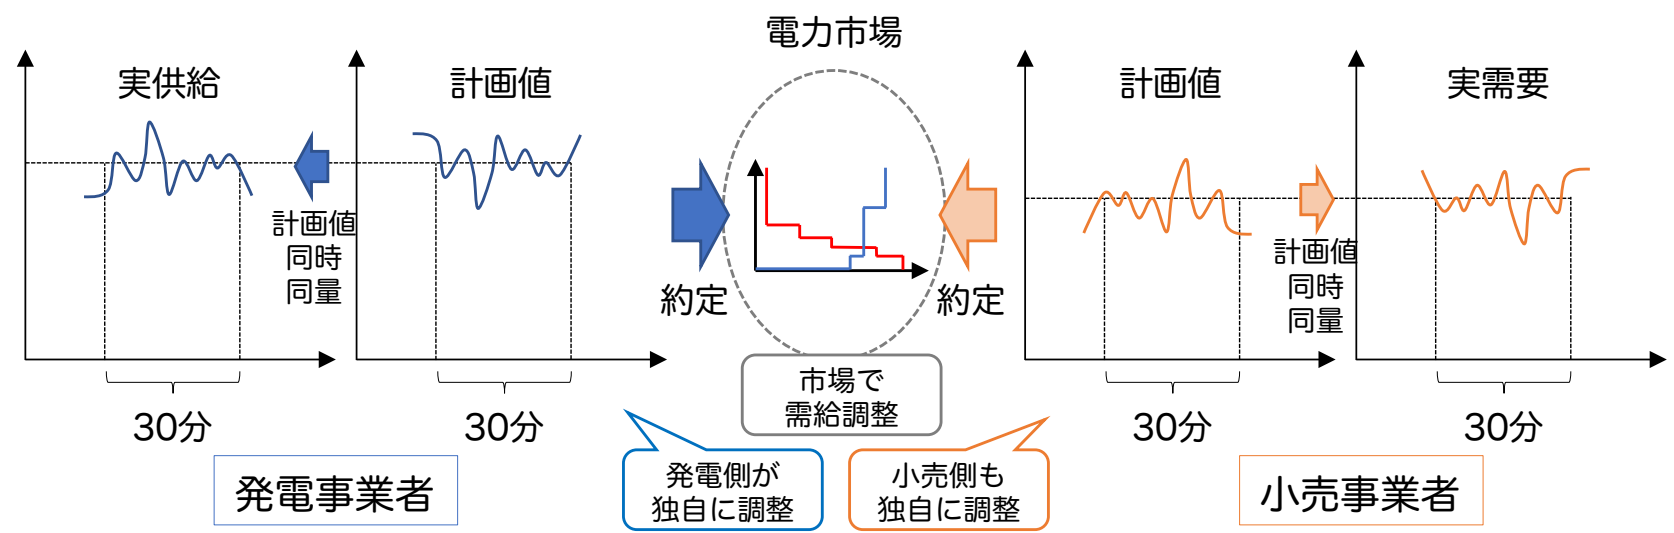 電力市場
実供給
計画値
計画値
実需要
計画値
同時
同量
計画値
同時
同量
約定
約定
市場で
需給調整
30分
30分
30分
30分
発電側が
独自に調整
小売側も
独自に調整
発電事業者
小売事業者